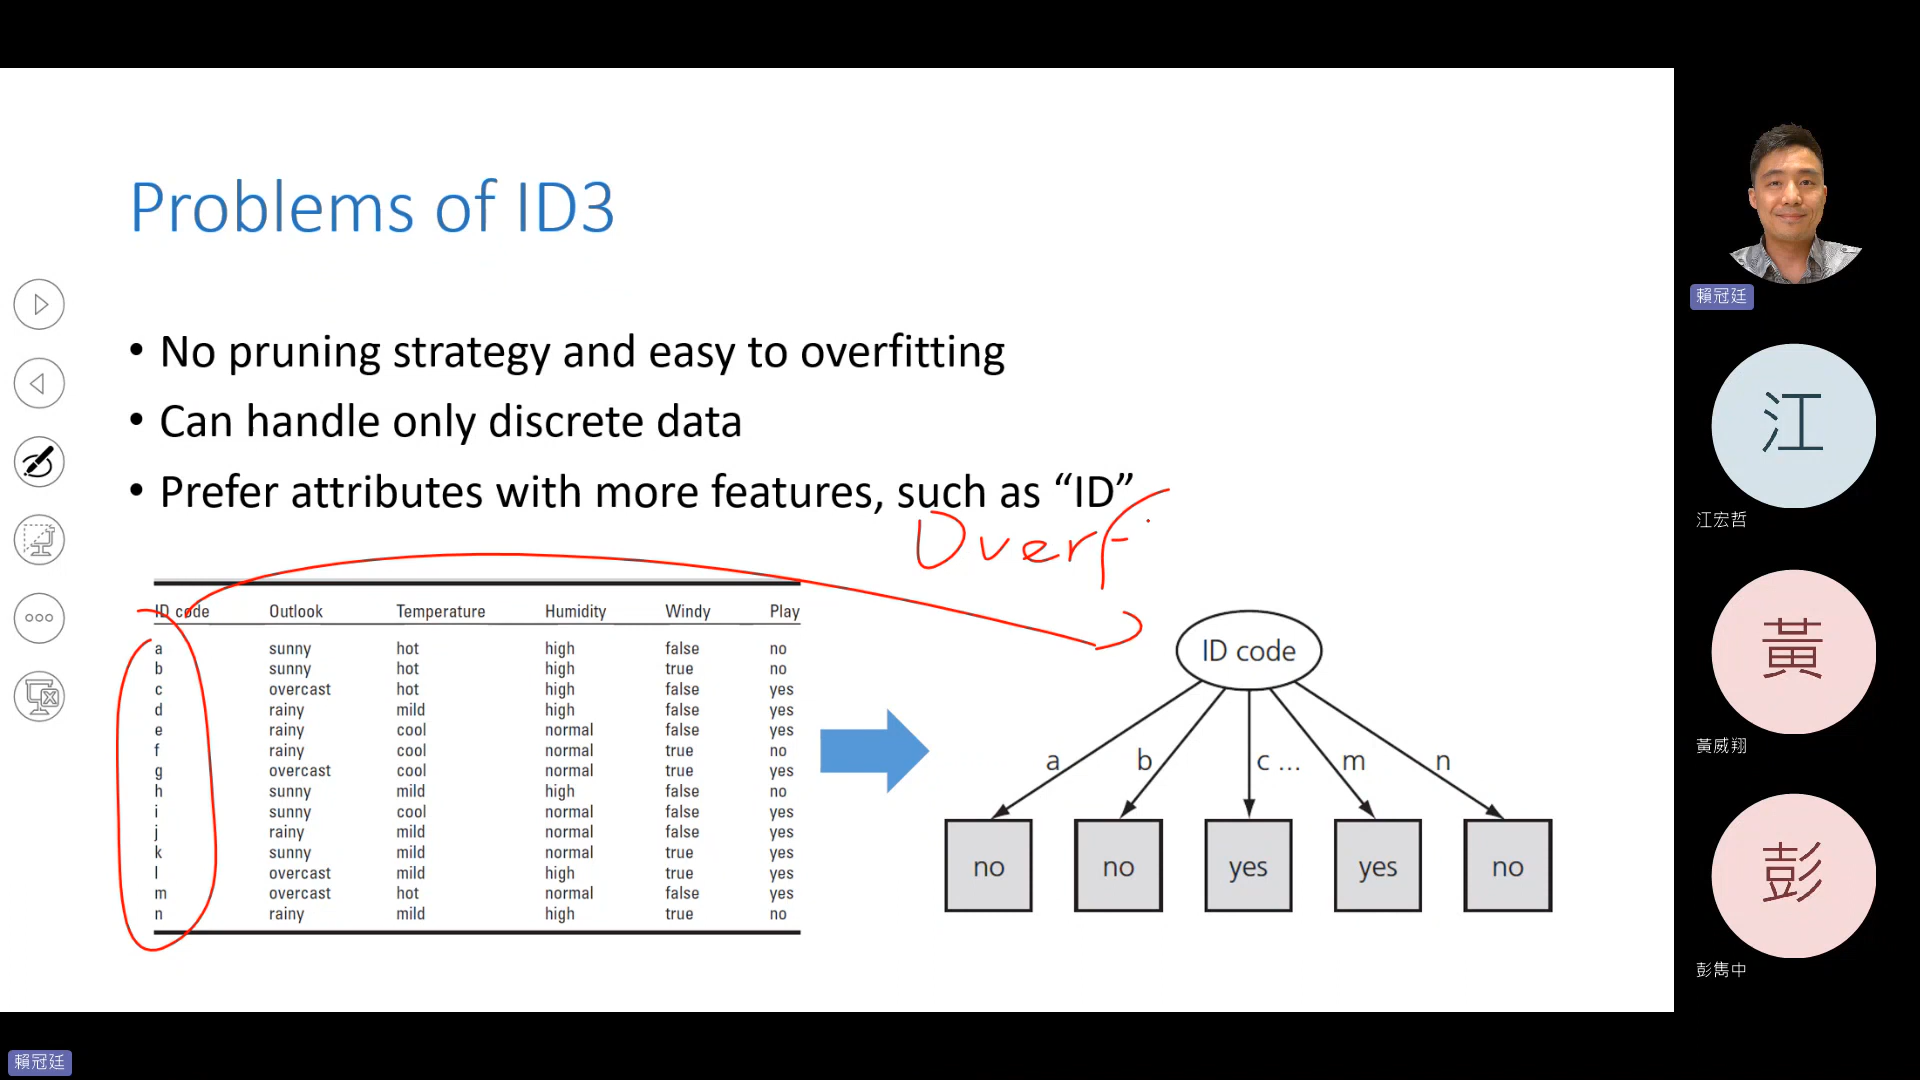 Problems of ID3
• No pruning strategy and easy to overfitting
• Can handle only discrete data
• Prefer attributes with more features, such as “ID”
Overf
ID code Outlook Temperature Humidity Windy Play
a sunny hot high false no
b sunny hot high true no
c overcast hot high false yes
d rainy mild high false yes
e rainy cool normal false yes
f rainy cool normal true no
g overcast cool normal true yes
h sunny mild high false no
i sunny cool normal false yes
j rainy mild normal false yes
k sunny mild normal true yes
l overcast mild high true yes
m overcast hot normal false yes
n rainy mild high true no
ID code
a b c ... m n
no no yes yes no
賴冠廷
江
江宏哲
黃
黃威翔
彭
彭雋中
賴冠廷